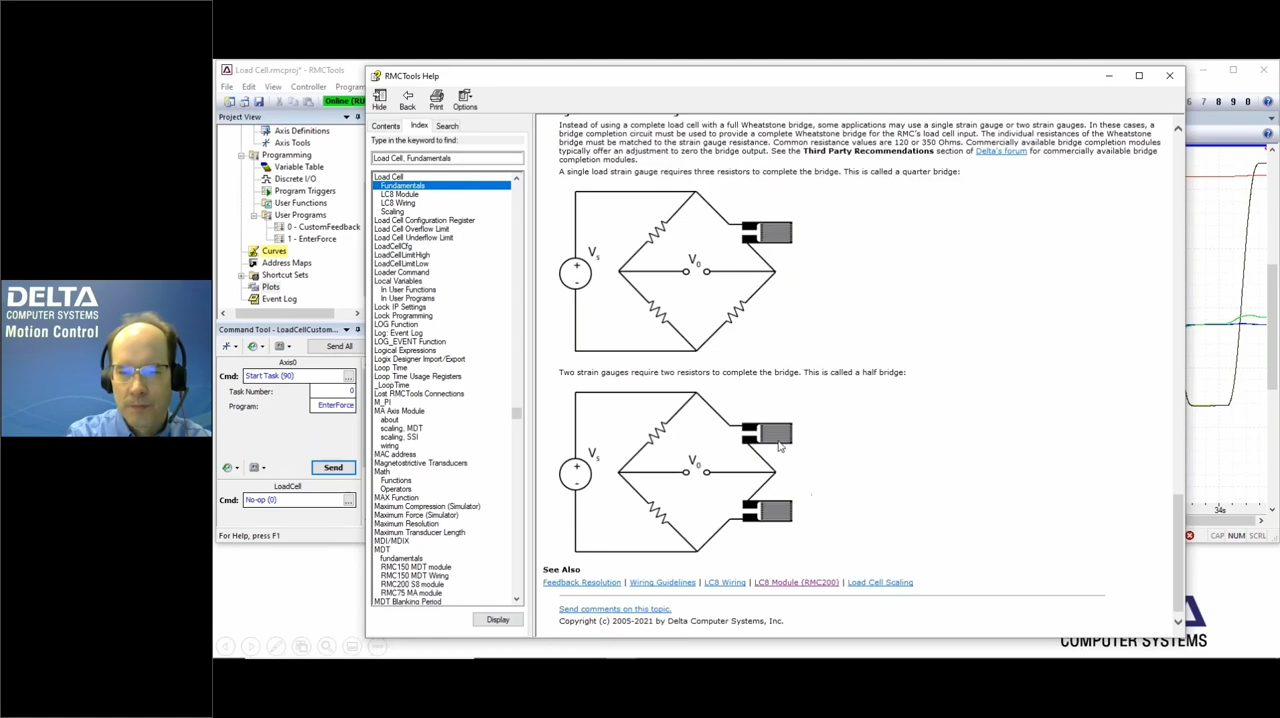 DELTA
COMPUTER SYSTEMS
Motion Control
Load Cell.rmcproj* - RMCTools
File Edit View Controller Program
Online (RU
Project View
Axis Definitions
Axis Tools
Programming
Variable Table
Discrete I/O
Program Triggers
User Functions
User Programs
0 - CustomFeedback
1 - EnterForce
Curves
Address Maps
Shortcut Sets
Plots
Event Log
Command Tool - LoadCellCustom...
Send All
Axis0
Cmd: Start Task (90)
Task Number: 0
Program: EnterForce
Send
LoadCell
Cmd: No-op (0)
For Help, press F1
RMCTools Help
Hide Back Print Options
Contents Index Search
Type in the keyword to find:
Load Cell, Fundamentals
Load Cell
Fundamentals
LC8 Module
LC8 Wiring
Scaling
Load Cell Configuration Register
Load Cell Overflow Limit
Load Cell Underflow Limit
LoadCellCfg
LoadCellLimitHigh
LoadCellLimitLow
Loader Command
Local Variables
In User Functions
In User Programs
Lock IP Settings
Lock Programming
LOG Function
Log: Event Log
LOG_EVENT Function
Logical Expressions
Logix Designer Import/Export
Loop Time
Loop Time Usage Registers
_LoopTime
Lost RMCTools Connections
M_PI
MA Axis Module
about
scaling, MDT
scaling, SSI
wiring
MAC address
Magnetostrictive Transducers
Math
Functions
Operators
MAX Function
Maximum Compression (Simulator)
Maximum Force (Simulator)
Maximum Resolution
Maximum Transducer Length
MDI/MDIX
MDT
fundamentals
RMC150 MDT module
RMC150 MDT Wiring
RMC200 S8 module
RMC75 MA module
MDT Blanking Period
Display
Instead of using a complete load cell with a full Wheatstone bridge, some applications may use a single strain gauge or two strain gauges. In these cases, a
bridge completion circuit must be used to provide a complete Wheatstone bridge for the RMC's load cell input. The individual resistances of the Wheatstone
bridge must be matched to the strain gauge resistance. Common resistance values are 120 or 350 Ohms. Commercially available bridge completion modules
typically offer an adjustment to zero the bridge output. See the Third Party Recommendations section of Delta's forum for commercially available bridge
completion modules.
A single load strain gauge requires three resistors to complete the bridge. This is called a quarter bridge:
Vs
+
-
Vo
Two strain gauges require two resistors to complete the bridge. This is called a half bridge:
Vs
+
-
Vo
See Also
Feedback Resolution | Wiring Guidelines | LC8 Wiring | LC8 Module (RMC200) | Load Cell Scaling
Send comments on this topic.
Copyright (c) 2005-2021 by Delta Computer Systems, Inc.
6 7 8 9 0
34s
CAP NUM SCRL
COMPUTER SYSTEMS